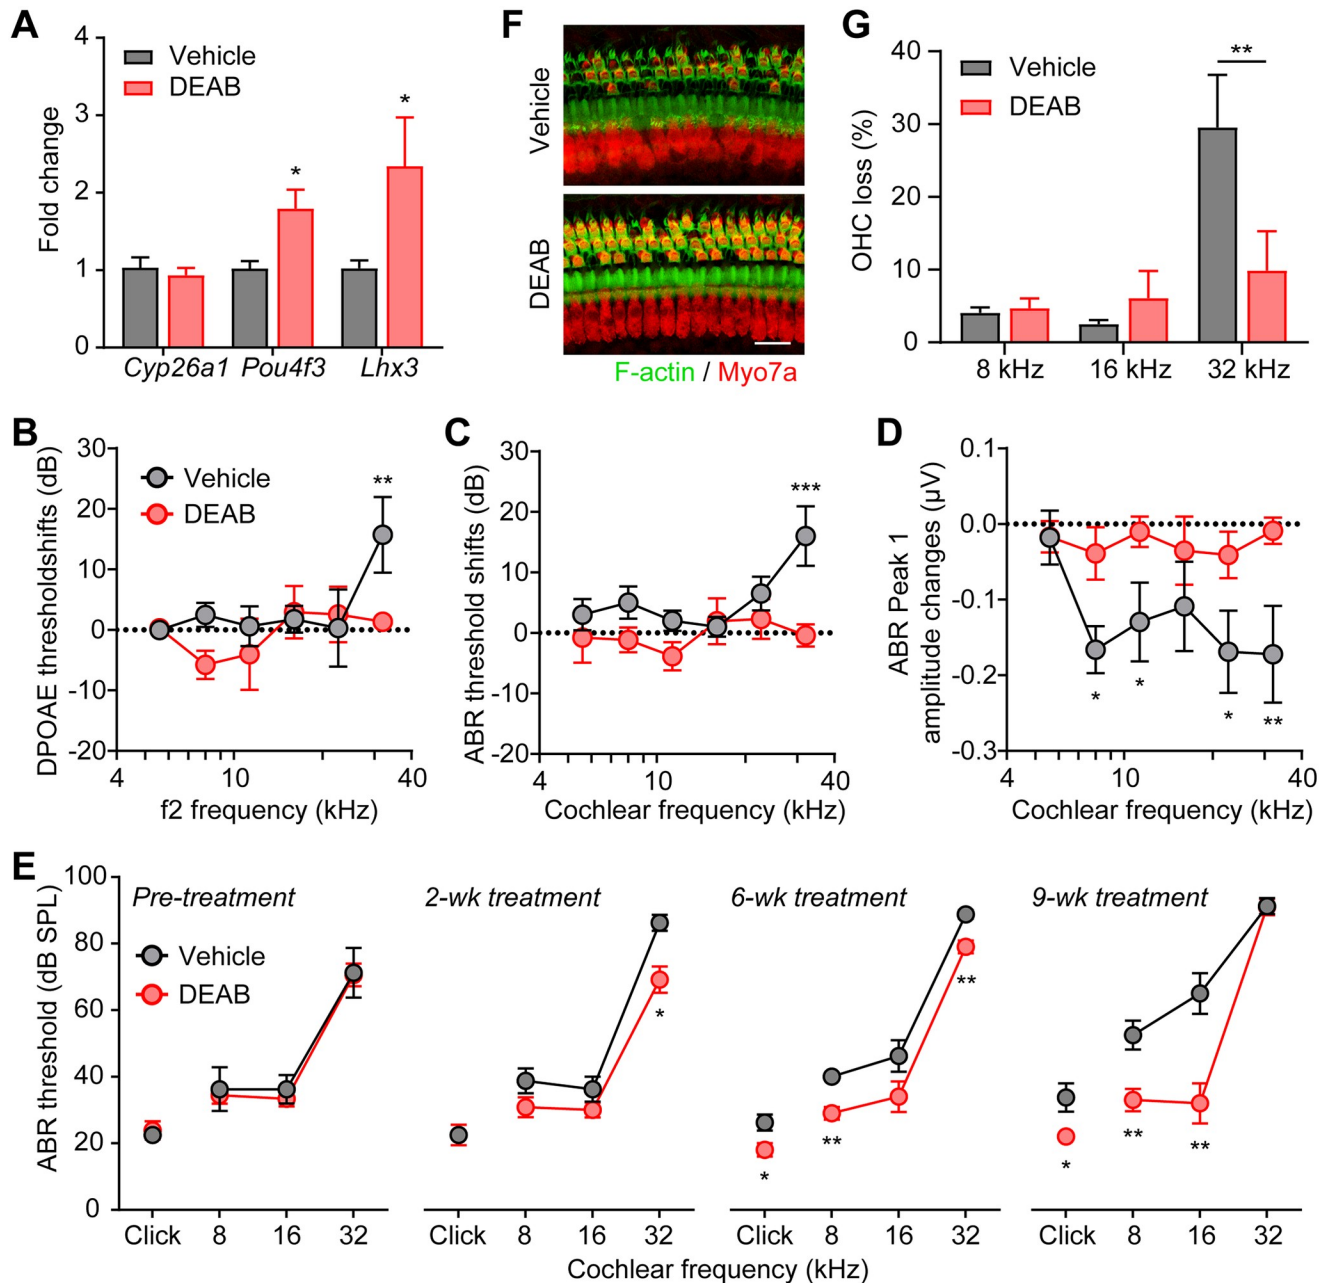 A
Fold change
4
3
2
1
0
Vehicle
DEAB
*
*
Cyp26a1 Pou4f3 Lhx3
F
Vehicle
DEAB
F-actin / Myo7a
G
OHC loss (%)
40
30
20
10
0
Vehicle
DEAB
**
8 kHz 16 kHz 32 kHz
B
DPOAE thresholdshifts (dB)
30
20
10
0
-10
-20
Vehicle
DEAB
**
4 10 40
f2 frequency (kHz)
C
ABR threshold shifts (dB)
30
20
10
0
-10
-20
***
4 10 40
Cochlear frequency (kHz)
D
ABR Peak 1
amplitude changes (µV)
0.1
0.0
-0.1
-0.2
-0.3
*
*
*
**
4 10 40
Cochlear frequency (kHz)
E
ABR threshold (dB SPL)
100
80
60
40
20
0
Pre-treatment
Vehicle
DEAB
Click 8 16 32
2-wk treatment
*
Click 8 16 32
6-wk treatment
*
**
**
Click 8 16 32
9-wk treatment
*
**
**
Click 8 16 32
Cochlear frequency (kHz)